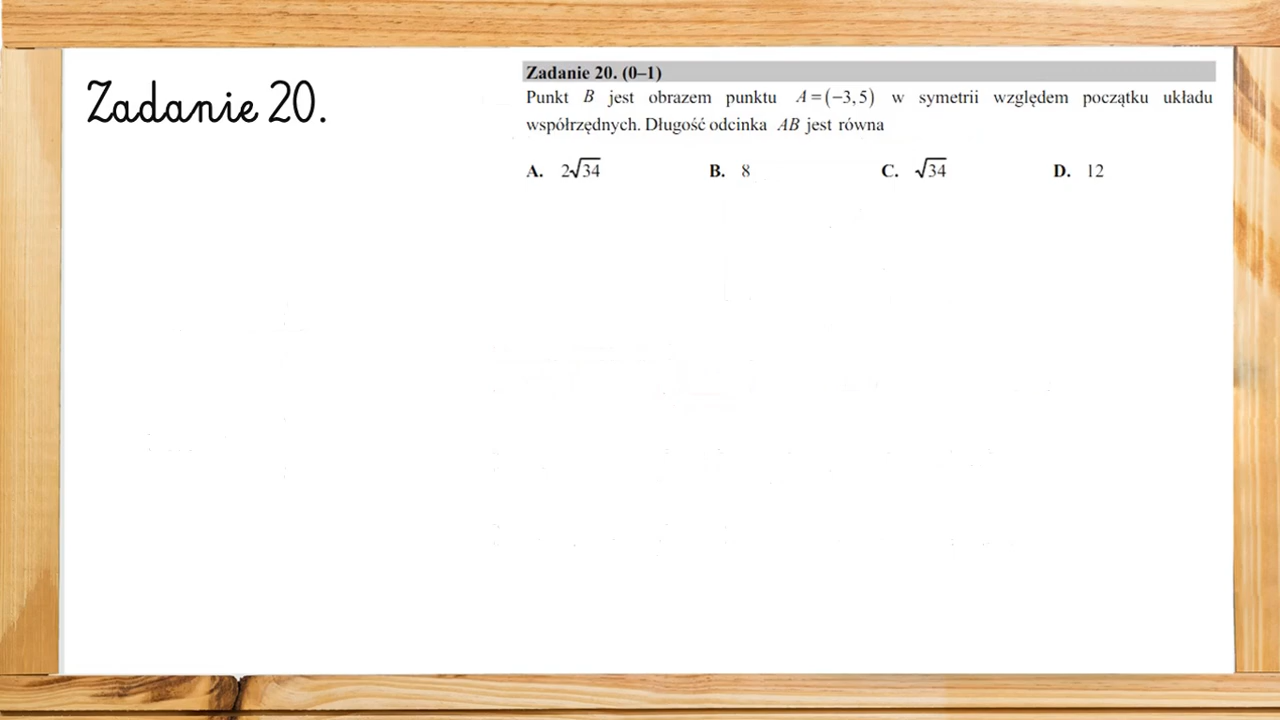 Zadanie 20.
Zadanie 20. (0–1)
Punkt B jest obrazem punktu A=(−3,5) w symetrii względem początku układu
współrzędnych. Długość odcinka AB jest równa
A. 2√34 B. 8 C. √34 D. 12